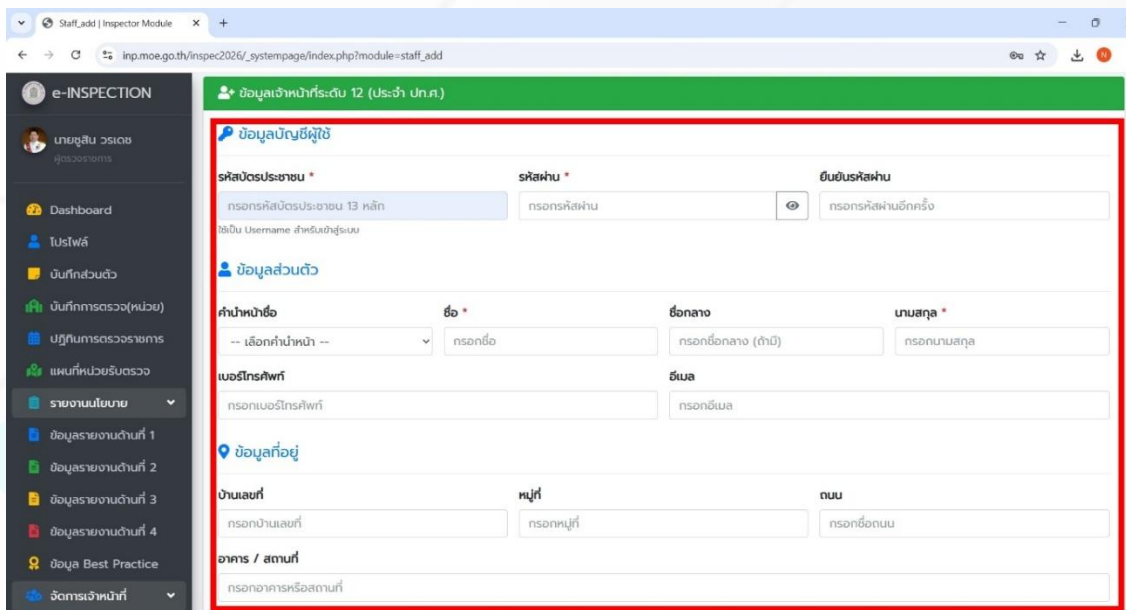 Staff_add | Inspector Module
inp.moe.go.th/inspec2026/_systempage/index.php?module=staff_add
N
e-INSPECTION
นายชูสิน วรเดช
ผู้ตรวจราชการ
Dashboard
โปรไฟล์
บันทึกส่วนตัว
บันทึกการตรวจ(หน่วย)
ปฏิทินการตรวจราชการ
แผนที่หน่วยรับตรวจ
รายงานนโยบาย
ข้อมูลรายงานด้านที่ 1
ข้อมูลรายงานด้านที่ 2
ข้อมูลรายงานด้านที่ 3
ข้อมูลรายงานด้านที่ 4
ข้อมูล Best Practice
จัดการเจ้าหน้าที่
ข้อมูลเจ้าหน้าที่ระดับ 12 (ประจำ ปท.ศ.)
ข้อมูลบัญชีผู้ใช้
รหัสบัตรประชาชน * รหัสผ่าน * ยืนยันรหัสผ่าน
กรอกรหัสบัตรประชาชน 13 หลัก กรอกรหัสผ่าน กรอกรหัสผ่านอีกครั้ง
ใช้เป็น Username สำหรับเข้าสู่ระบบ
ข้อมูลส่วนตัว
คำนำหน้าชื่อ ชื่อ * ชื่อกลาง นามสกุล *
-- เลือกคำนำหน้า -- กรอกชื่อ กรอกชื่อกลาง (ถ้ามี) กรอกนามสกุล
เบอร์โทรศัพท์ อีเมล
กรอกเบอร์โทรศัพท์ กรอกอีเมล
ข้อมูลที่อยู่
บ้านเลขที่ หมู่ที่ ถนน
กรอกบ้านเลขที่ กรอกหมู่ที่ กรอกชื่อถนน
อาคาร / สถานที่
กรอกอาคารหรือสถานที่